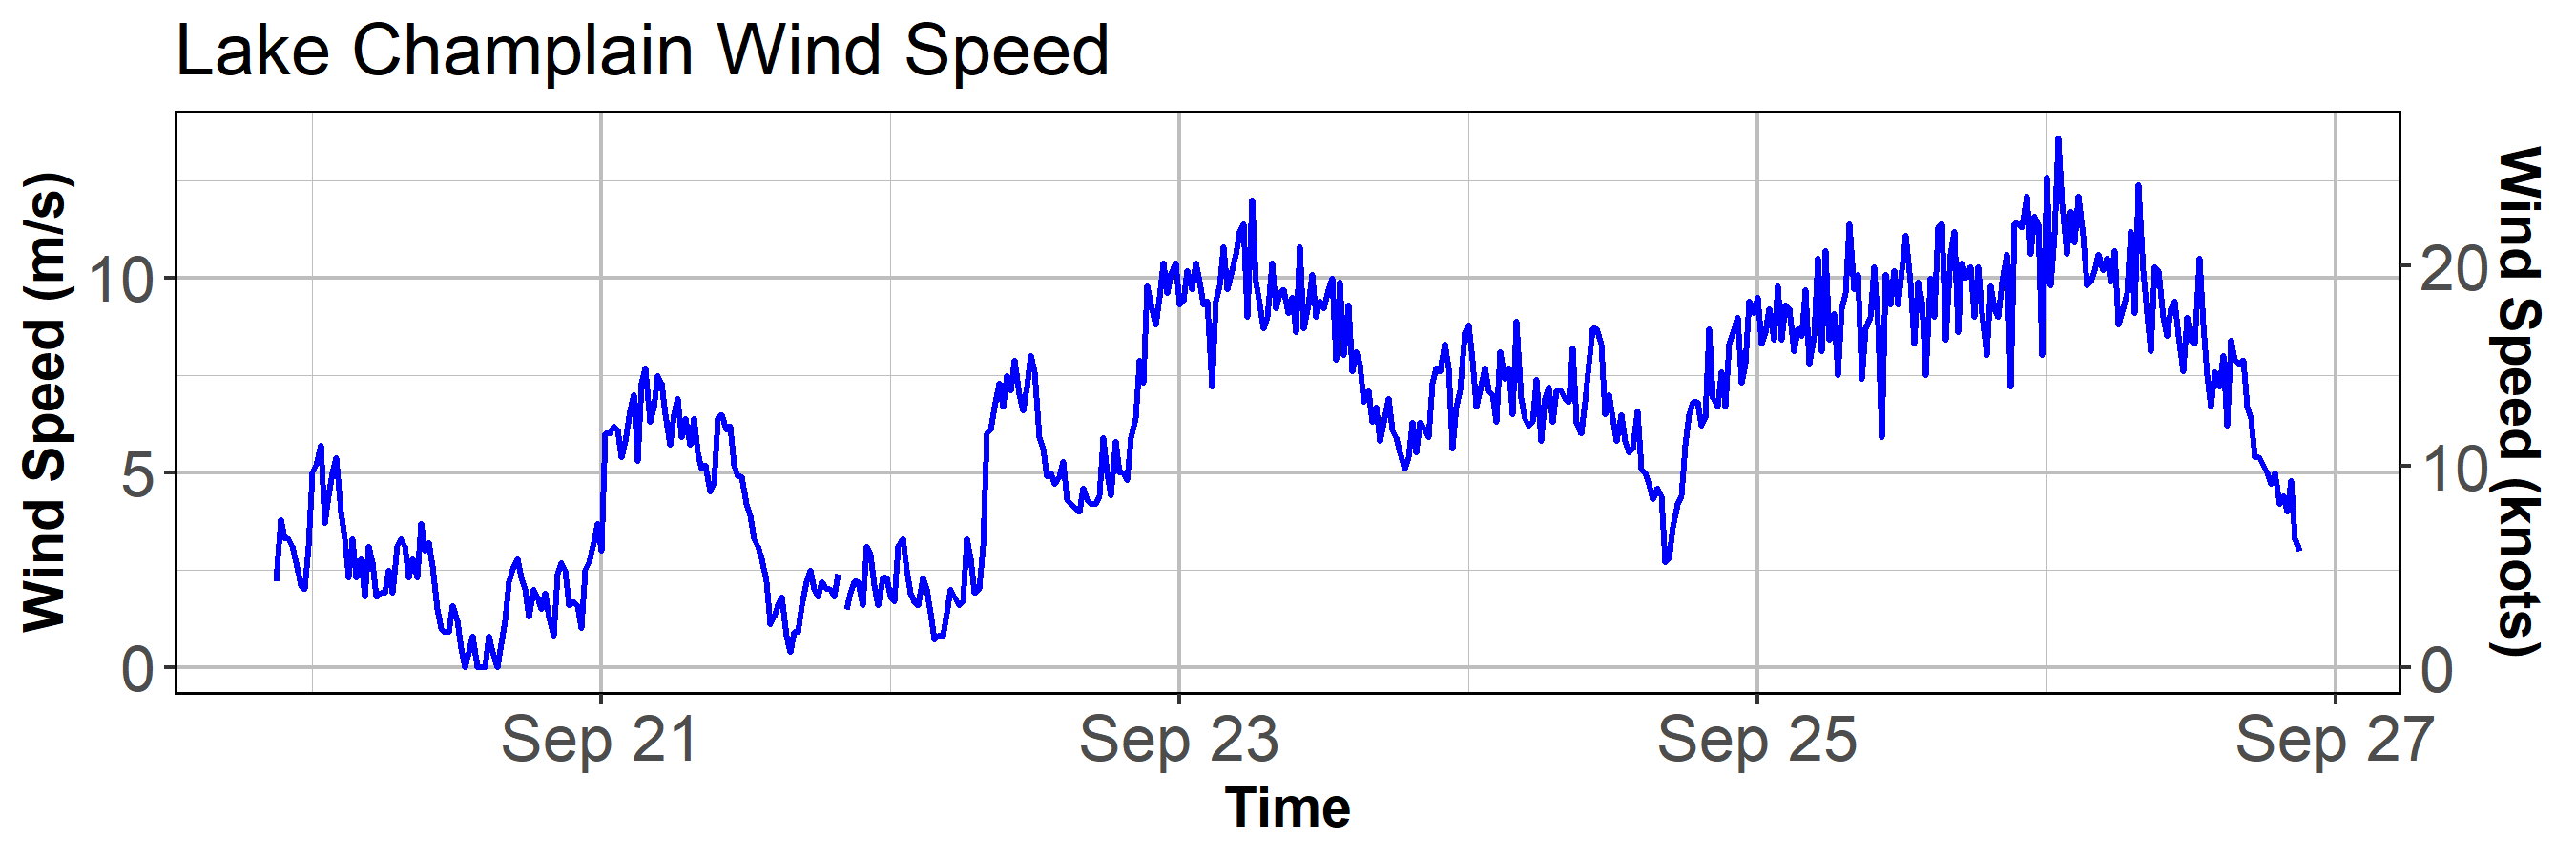 Lake Champlain Wind Speed
Wind Speed (m/s)
10
5
0
20
10
0
Wind Speed (knots)
Sep 21
Sep 23
Sep 25
Sep 27
Time